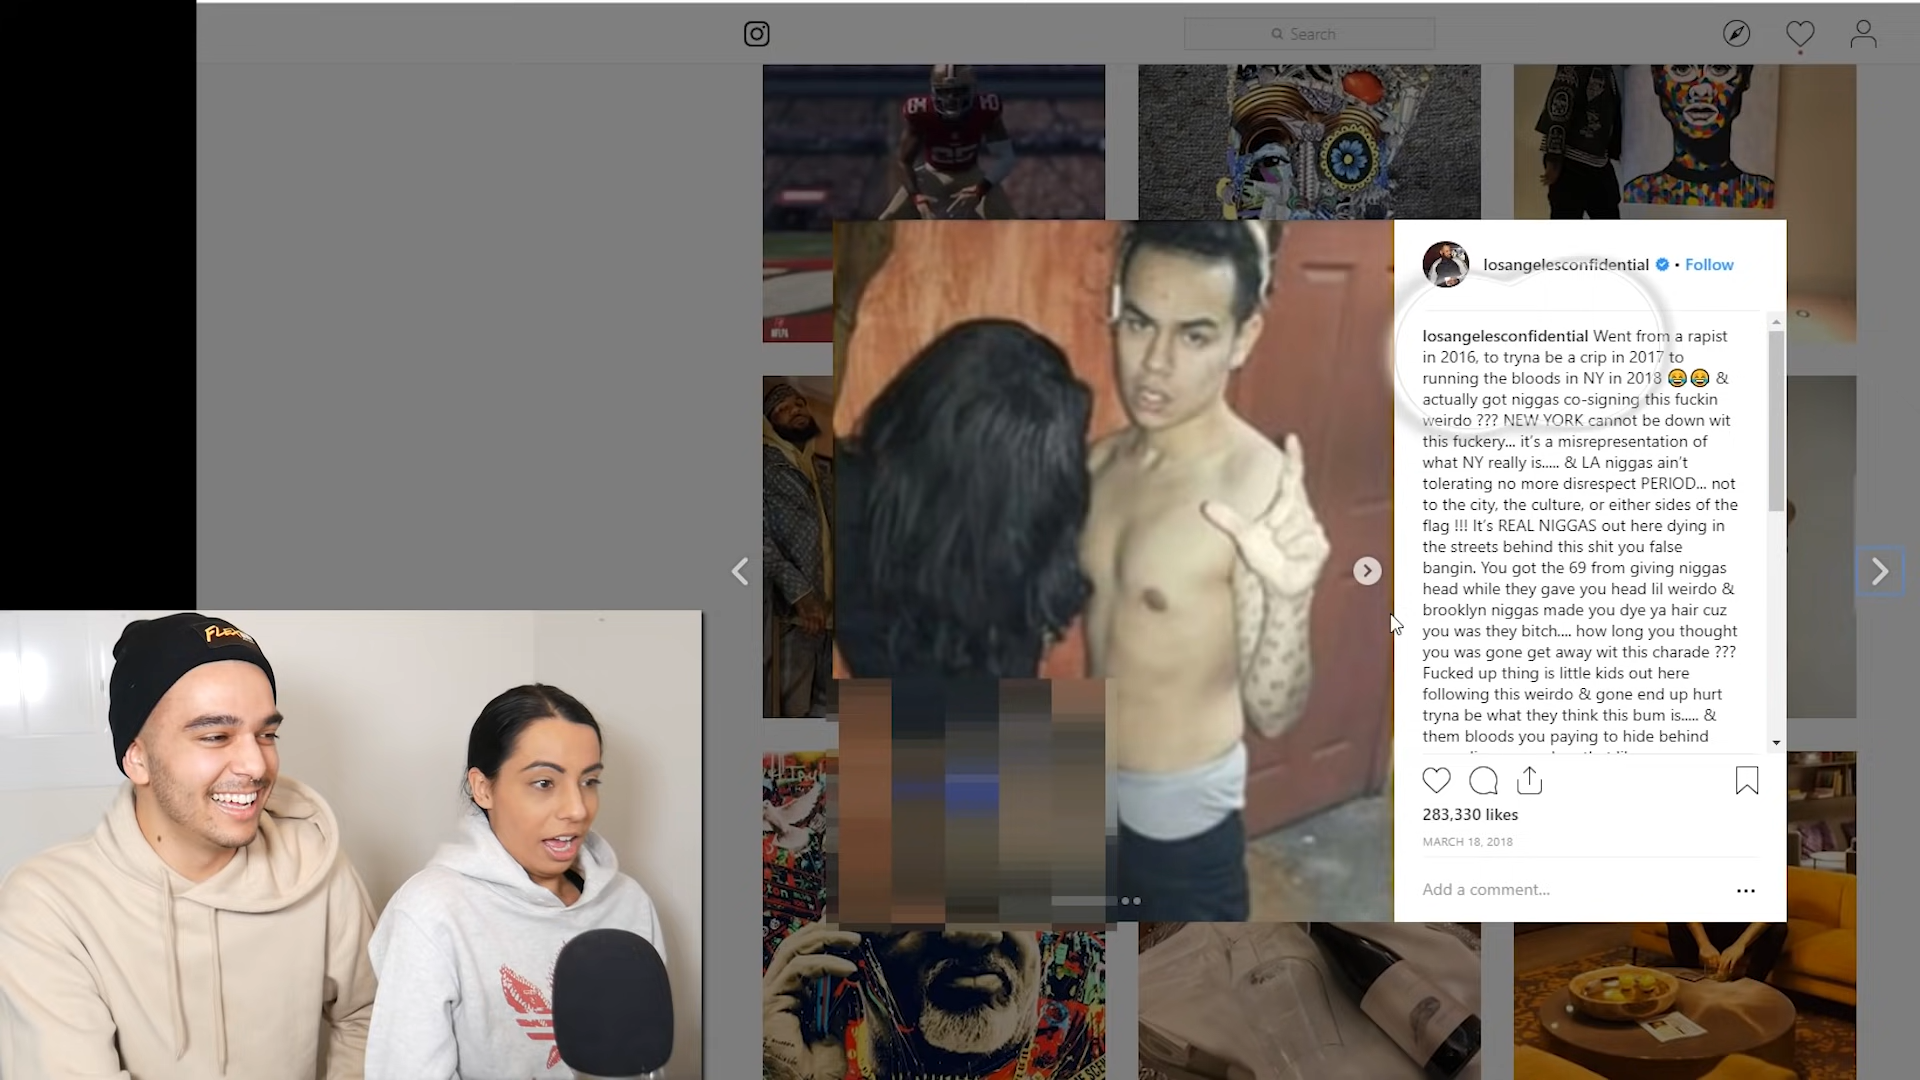 Search
losangelesconfidential • Follow
losangelesconfidential Went from a rapist
in 2016, to tryna be a crip in 2017 to
running the bloods in NY in 2018 😂😂 &
actually got niggas co-signing this fuckin
weirdo ??? NEW YORK cannot be down wit
this fuckery... it's a misrepresentation of
what NY really is..... & LA niggas ain't
tolerating no more disrespect PERIOD... not
to the city, the culture, or either sides of the
flag !!! It's REAL NIGGAS out here dying in
the streets behind this shit you false
bangin. You got the 69 from giving niggas
head while they gave you head lil weirdo &
brooklyn niggas made you dye ya hair cuz
you was they bitch.... how long you thought
you was gone get away wit this charade ???
Fucked up thing is little kids out here
following this weirdo & gone end up hurt
tryna be what they think this bum is..... &
them bloods you paying to hide behind
283,330 likes
MARCH 18, 2018
Add a comment...